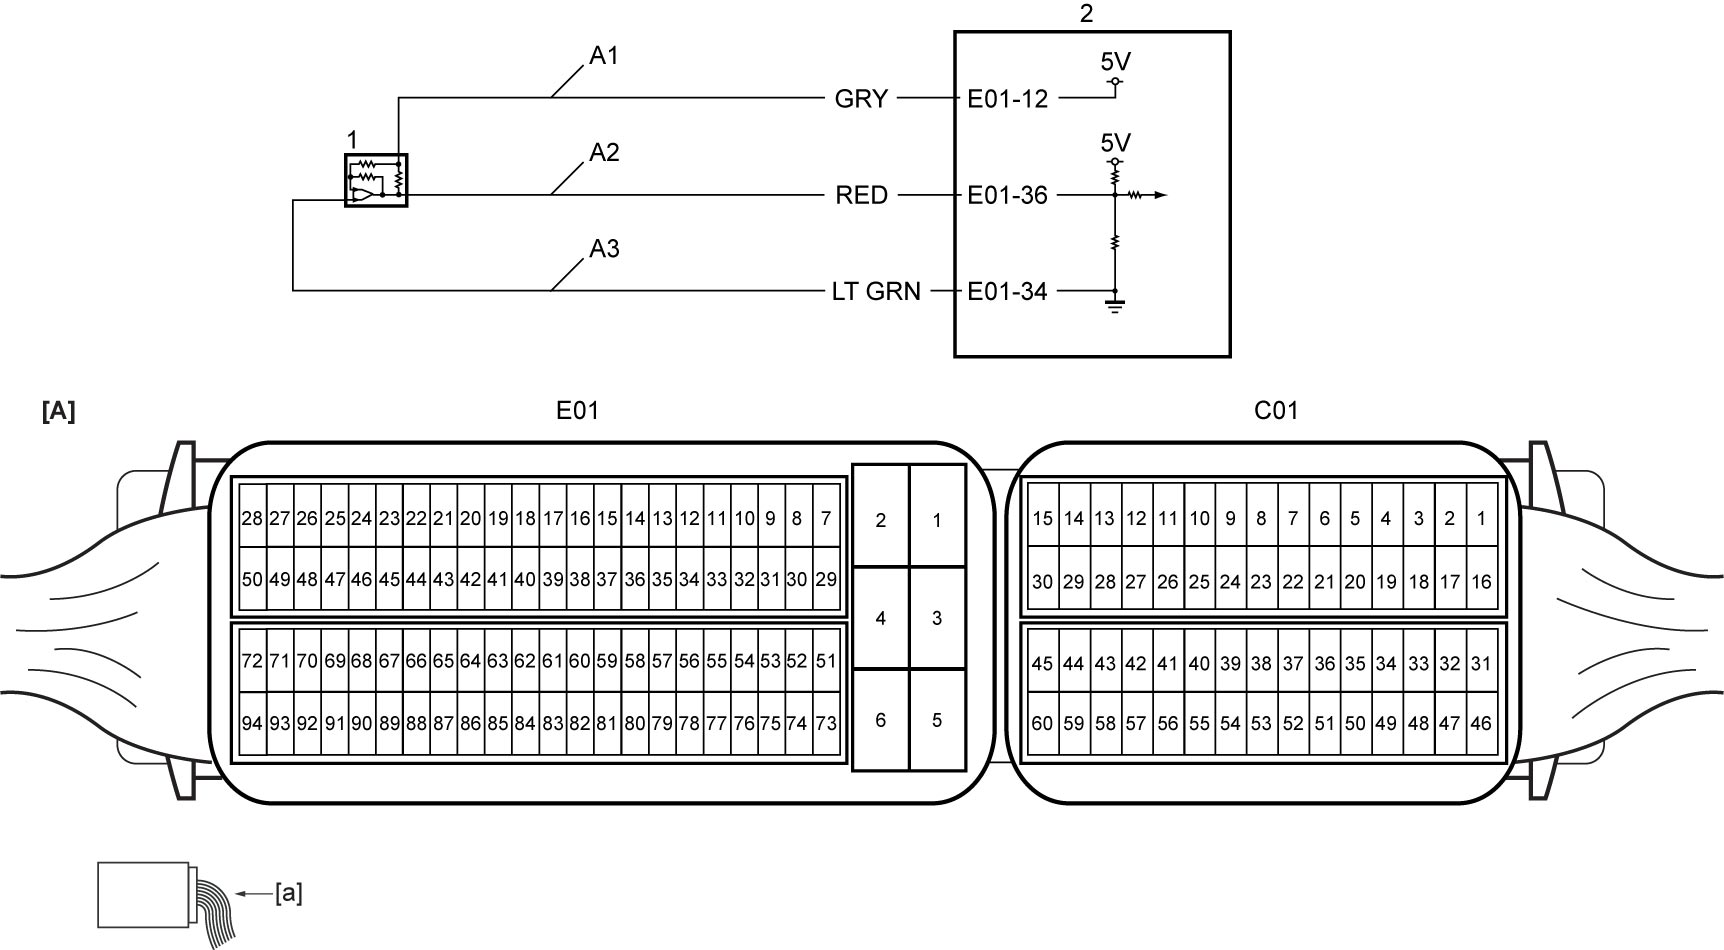 2
A1
5V
GRY
E01-12
1
A2
5V
RED
E01-36
A3
LT GRN
E01-34
[A]
E01
C01
28 27 26 25 24 23 22 21 20 19 18 17 16 15 14 13 12 11 10 9 8 7
50 49 48 47 46 45 44 43 42 41 40 39 38 37 36 35 34 33 32 31 30 29
72 71 70 69 68 67 66 65 64 63 62 61 60 59 58 57 56 55 54 53 52 51
94 93 92 91 90 89 88 87 86 85 84 83 82 81 80 79 78 77 76 75 74 73
2 1
4 3
6 5
15 14 13 12 11 10 9 8 7 6 5 4 3 2 1
30 29 28 27 26 25 24 23 22 21 20 19 18 17 16
45 44 43 42 41 40 39 38 37 36 35 34 33 32 31
60 59 58 57 56 55 54 53 52 51 50 49 48 47 46
[a]